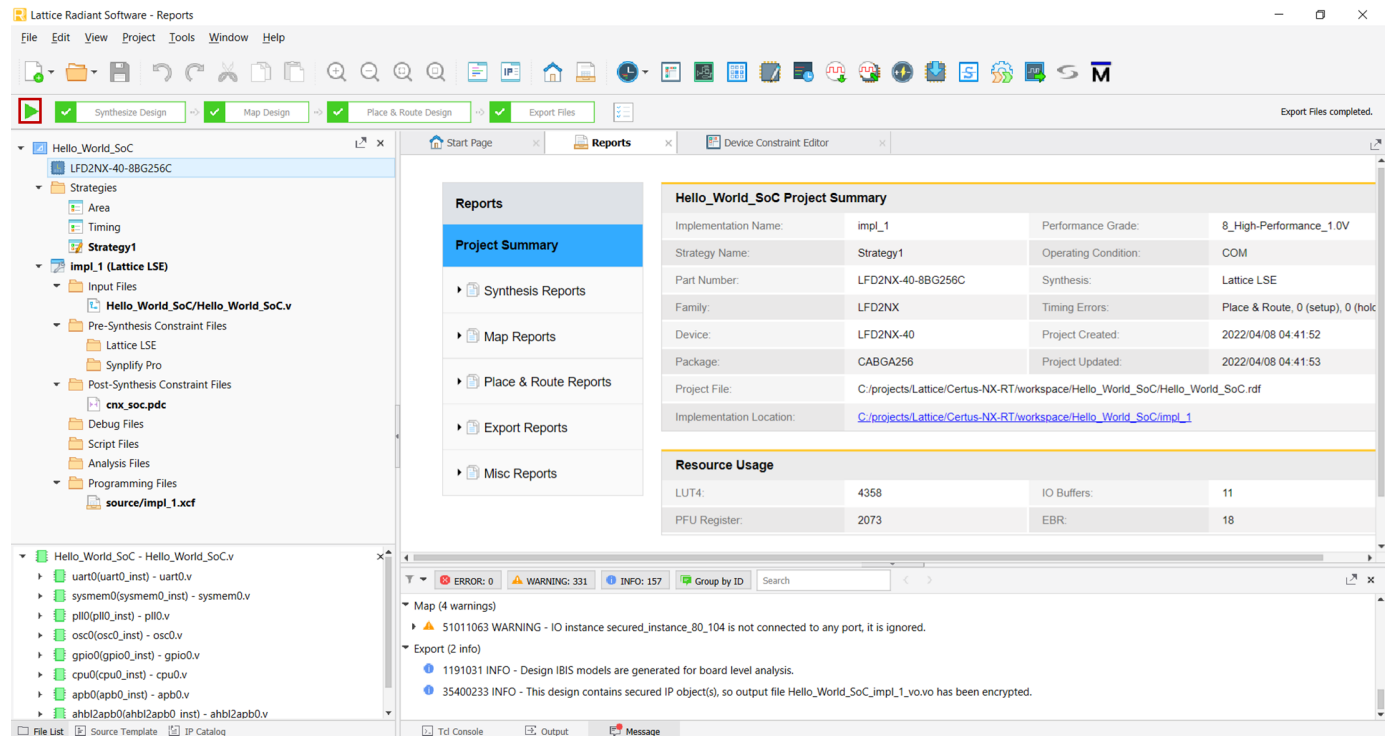 Lattice Radiant Software - Reports
File Edit View Project Tools Window Help
Synthesize Design Map Design Place & Route Design Export Files Export Files completed.
Hello_World_SoC
LFD2NX-40-8BG256C
Strategies
Area
Timing
Strategy1
impl_1 (Lattice LSE)
Input Files
Hello_World_SoC/Hello_World_SoC.v
Pre-Synthesis Constraint Files
Lattice LSE
Synplify Pro
Post-Synthesis Constraint Files
cnx_soc.pdc
Debug Files
Script Files
Analysis Files
Programming Files
source/impl_1.xcf
Hello_World_SoC - Hello_World_SoC.v
uart0(uart0_inst) - uart0.v
sysmem0(sysmem0_inst) - sysmem0.v
pll0(pll0_inst) - pll0.v
osc0(osc0_inst) - osc0.v
gpio0(gpio0_inst) - gpio0.v
cpu0(cpu0_inst) - cpu0.v
apb0(apb0_inst) - apb0.v
ahbl2apb0(ahbl2apb0_inst) - ahbl2apb0.v
File List Source Template IP Catalog
Start Page Reports Device Constraint Editor
Reports
Project Summary
Synthesis Reports
Map Reports
Place & Route Reports
Export Reports
Misc Reports
Hello_World_SoC Project Summary
Implementation Name: impl_1 Performance Grade: 8_High-Performance_1.0V
Strategy Name: Strategy1 Operating Condition: COM
Part Number: LFD2NX-40-8BG256C Synthesis: Lattice LSE
Family: LFD2NX Timing Errors: Place & Route, 0 (setup), 0 (hold
Device: LFD2NX-40 Project Created: 2022/04/08 04:41:52
Package: CABGA256 Project Updated: 2022/04/08 04:41:53
Project File: C:/projects/Lattice/Certus-NX-RT/workspace/Hello_World_SoC/Hello_World_SoC.rdf
Implementation Location: C:/projects/Lattice/Certus-NX-RT/workspace/Hello_World_SoC/impl_1
Resource Usage
LUT4: 4358 IO Buffers: 11
PFU Register: 2073 EBR: 18
ERROR: 0 WARNING: 331 INFO: 157 Group by ID Search
Map (4 warnings)
51011063 WARNING - IO instance secured_instance_80_104 is not connected to any port, it is ignored.
Export (2 info)
1191031 INFO - Design IBIS models are generated for board level analysis.
35400233 INFO - This design contains secured IP object(s), so output file Hello_World_SoC_impl_1_vo.vo has been encrypted.
Tcl Console Output Message